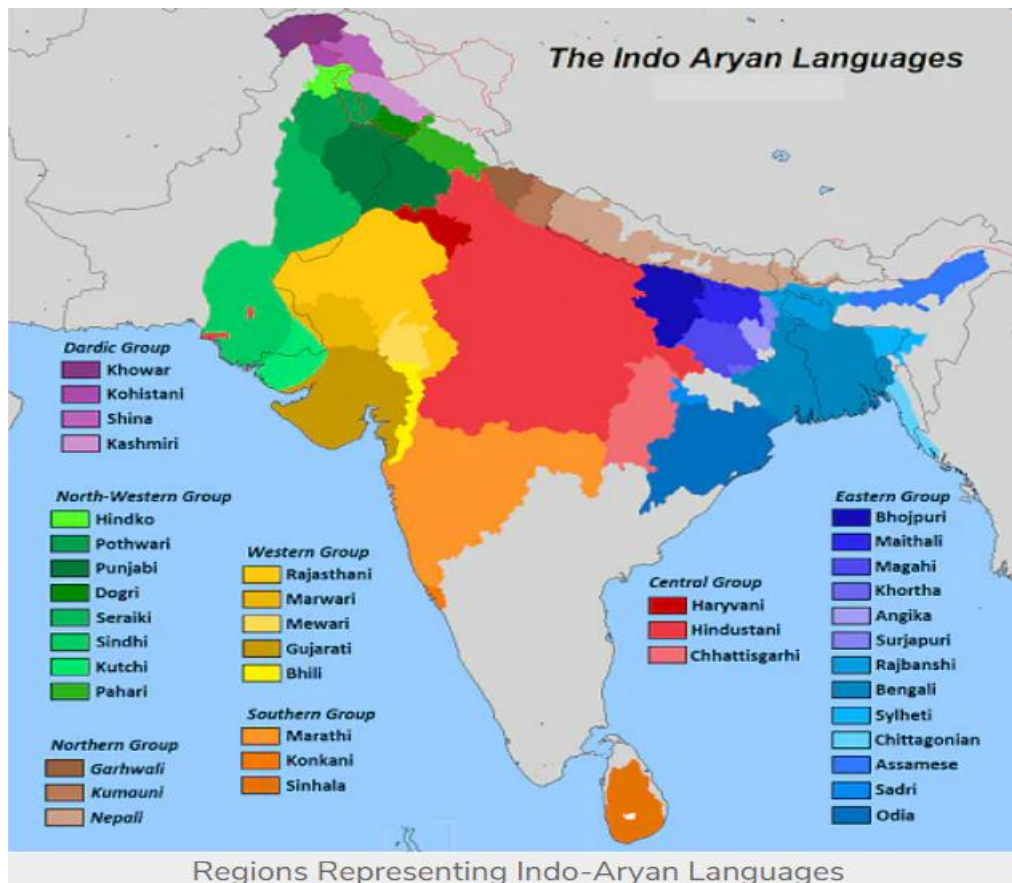 The Indo Aryan Languages
Dardic Group
Khowar
Kohistani
Shina
Kashmiri
North-Western Group
Hindko
Pothwari
Punjabi
Dogri
Seraiki
Sindhi
Kutchi
Pahari
Northern Group
Garhwali
Kumauni
Nepali
Western Group
Rajasthani
Marwari
Mewari
Gujarati
Bhili
Southern Group
Marathi
Konkani
Sinhala
Central Group
Haryvani
Hindustani
Chhattisgarhi
Eastern Group
Bhojpuri
Maithali
Magahi
Khortha
Angika
Surjapuri
Rajbanshi
Bengali
Sylheti
Chittagonian
Assamese
Sadri
Odia
Regions Representing Indo-Aryan Languages